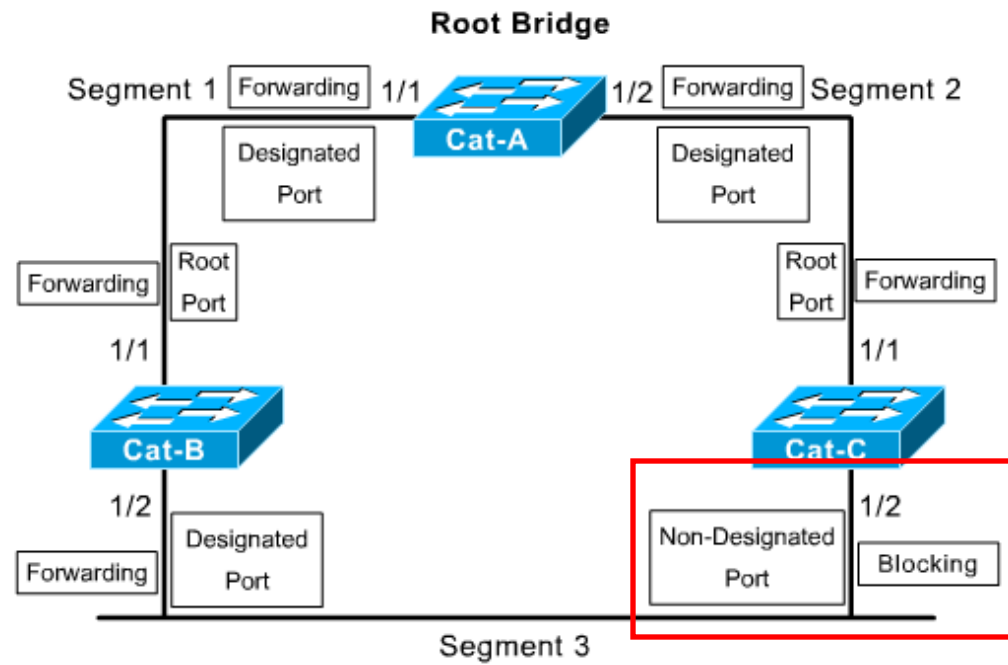 Root Bridge
Segment 1
Forwarding
1/1
1/2
Forwarding
Segment 2
Cat-A
Designated
Port
Designated
Port
Forwarding
Root
Port
Root
Port
Forwarding
1/1
1/1
Cat-B
Cat-C
1/2
1/2
Forwarding
Designated
Port
Non-Designated
Port
Blocking
Segment 3